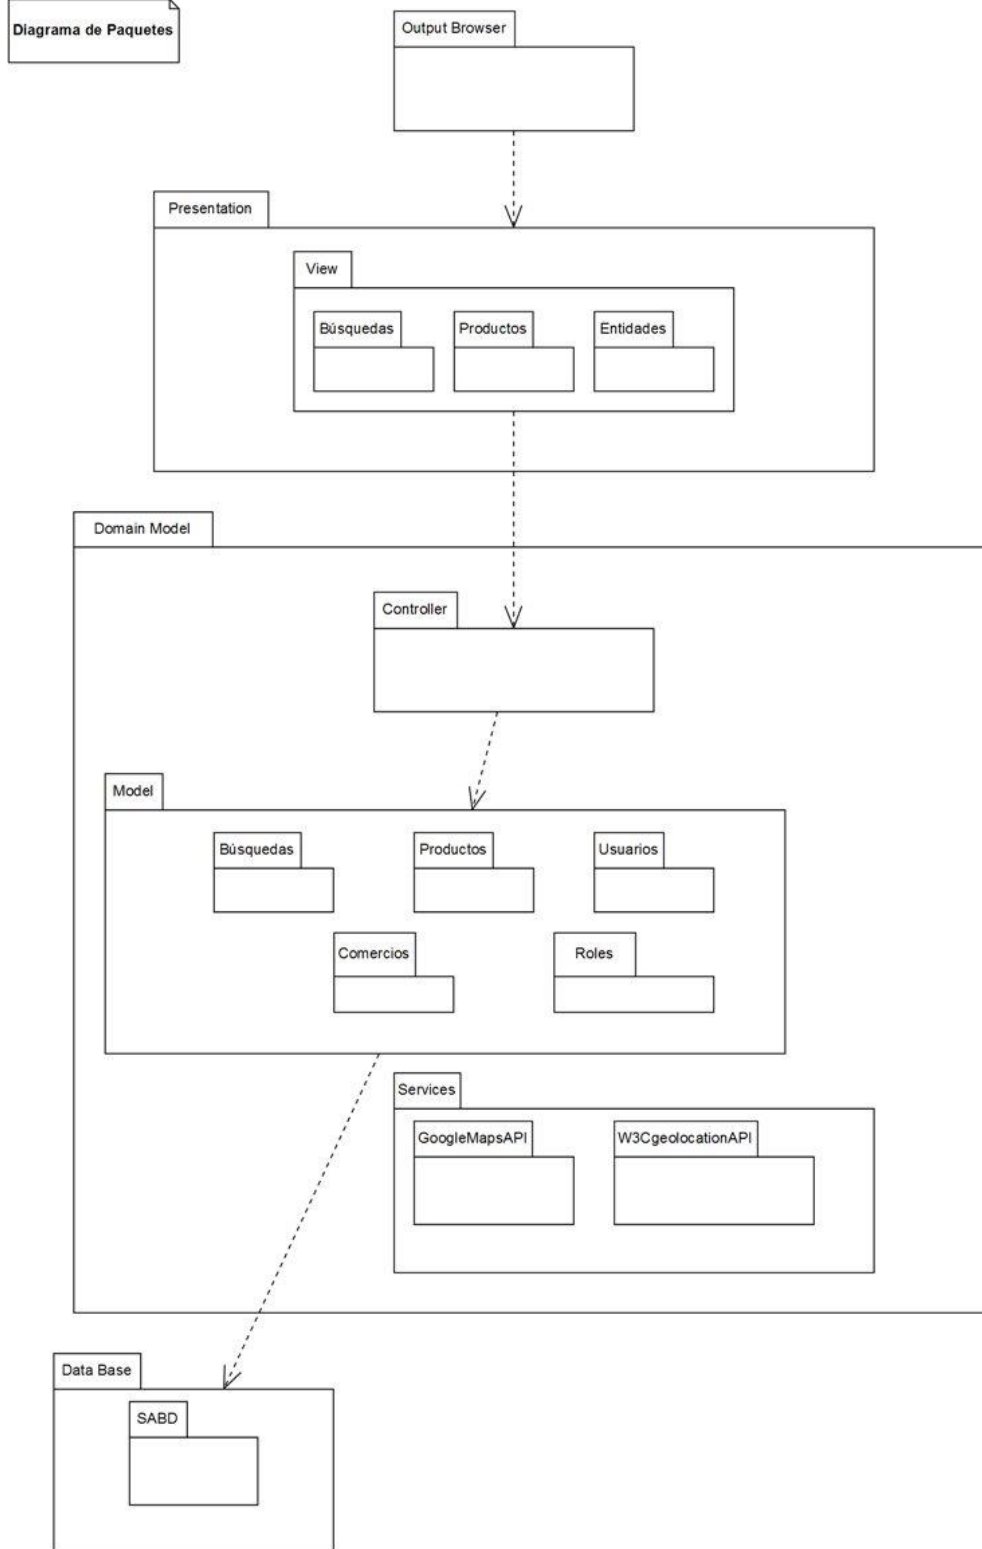 Diagrama de Paquetes
Output Browser
Presentation
View
Búsquedas
Productos
Entidades
Domain Model
Controller
Model
Búsquedas
Productos
Usuarios
Comercios
Roles
Services
GoogleMapsAPI
W3CgeolocationAPI
Data Base
SABD